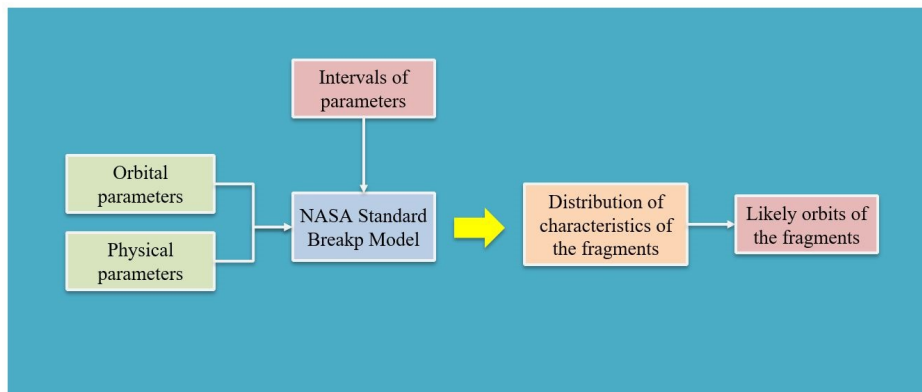 Intervals of
parameters
Orbital
parameters
Physical
parameters
NASA Standard
Breakp Model
Distribution of
characteristics of
the fragments
Likely orbits of
the fragments